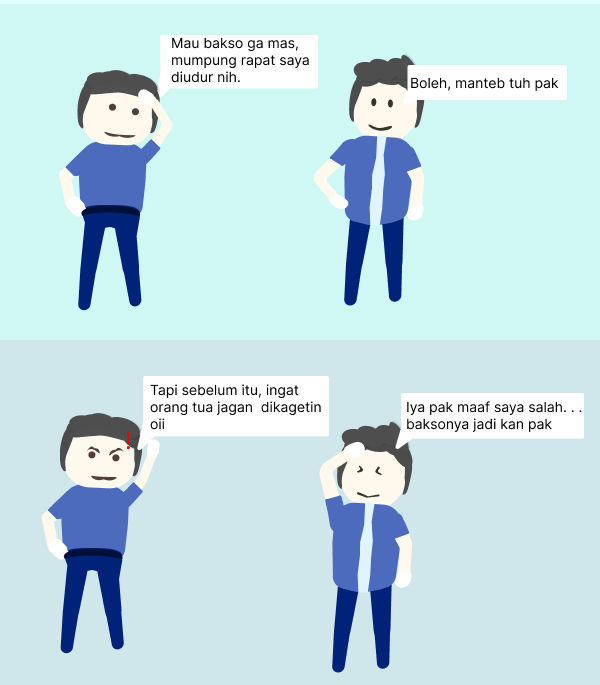 Mau bakso ga mas,
mumpung rapat saya
diudur nih.
Boleh, manteb tuh pak
Tapi sebelum itu, ingat
orang tua jagan  dikagetin
oii
!
Iya pak maaf saya salah. . .
baksonya jadi kan pak